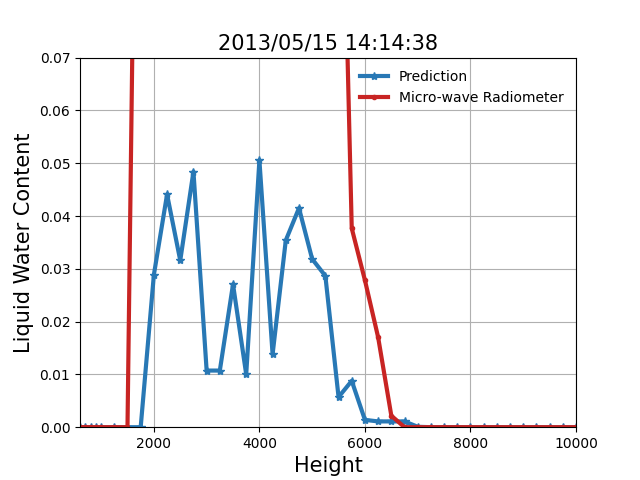 2013/05/15 14:14:38
0.07
0.06
0.05
0.04
0.03
0.02
0.01
0.00
Liquid Water Content
Prediction
Micro-wave Radiometer
2000 4000 6000 8000 10000
Height